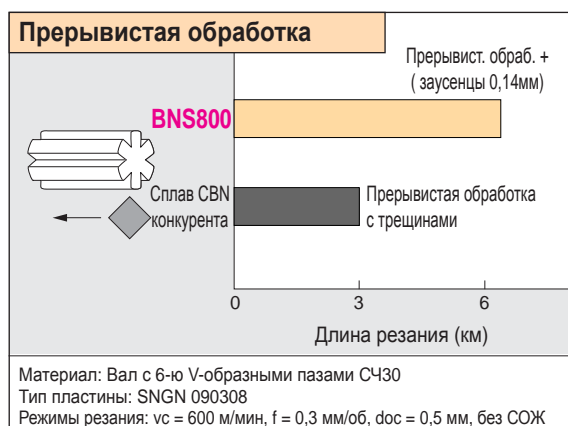 Прерывистая обработка
Прерывист. обраб. +
( заусенцы 0,14мм)
BNS800
Сплав CBN
конкурента
Прерывистая обработка
с трещинами
0
3
6
Длина резания (км)
Материал: Вал с 6-ю V-образными пазами СЧ30
Тип пластины: SNGN 090308
Режимы резания: vc = 600 м/мин, f = 0,3 мм/об, doc = 0,5 мм, без СОЖ